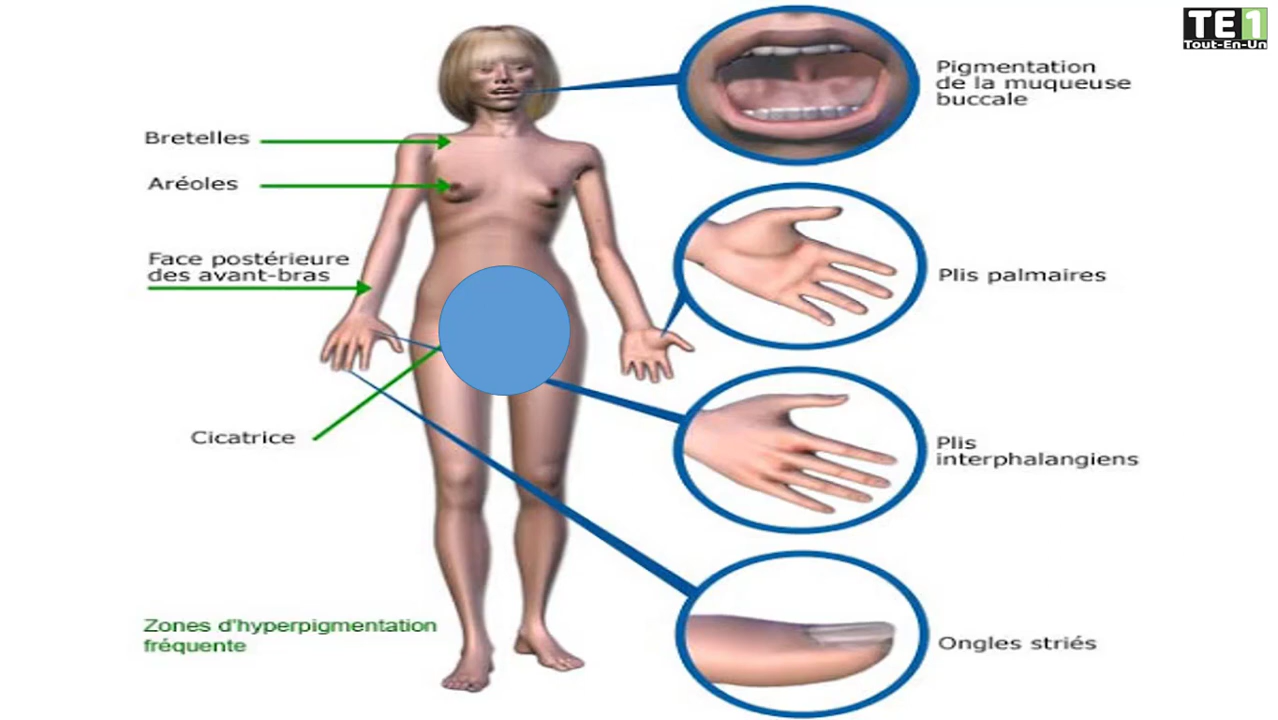 TE1
Tout-En-Un
Pigmentation
de la muqueuse
buccale
Bretelles
Aréoles
Face postérieure
des avant-bras
Plis palmaires
Cicatrice
Plis
interphalangiens
Zones d'hyperpigmentation
fréquente
Ongles striés